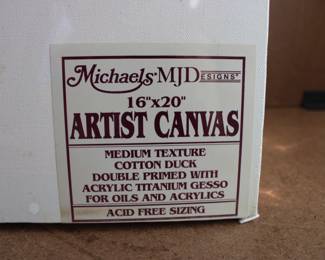 Michaels MJDESIGNS
16"x20"
ARTIST CANVAS
MEDIUM TEXTURE
COTTON DUCK
DOUBLE PRIMED WITH
ACRYLIC TITANIUM GESSO
FOR OILS AND ACRYLICS
ACID FREE SIZING